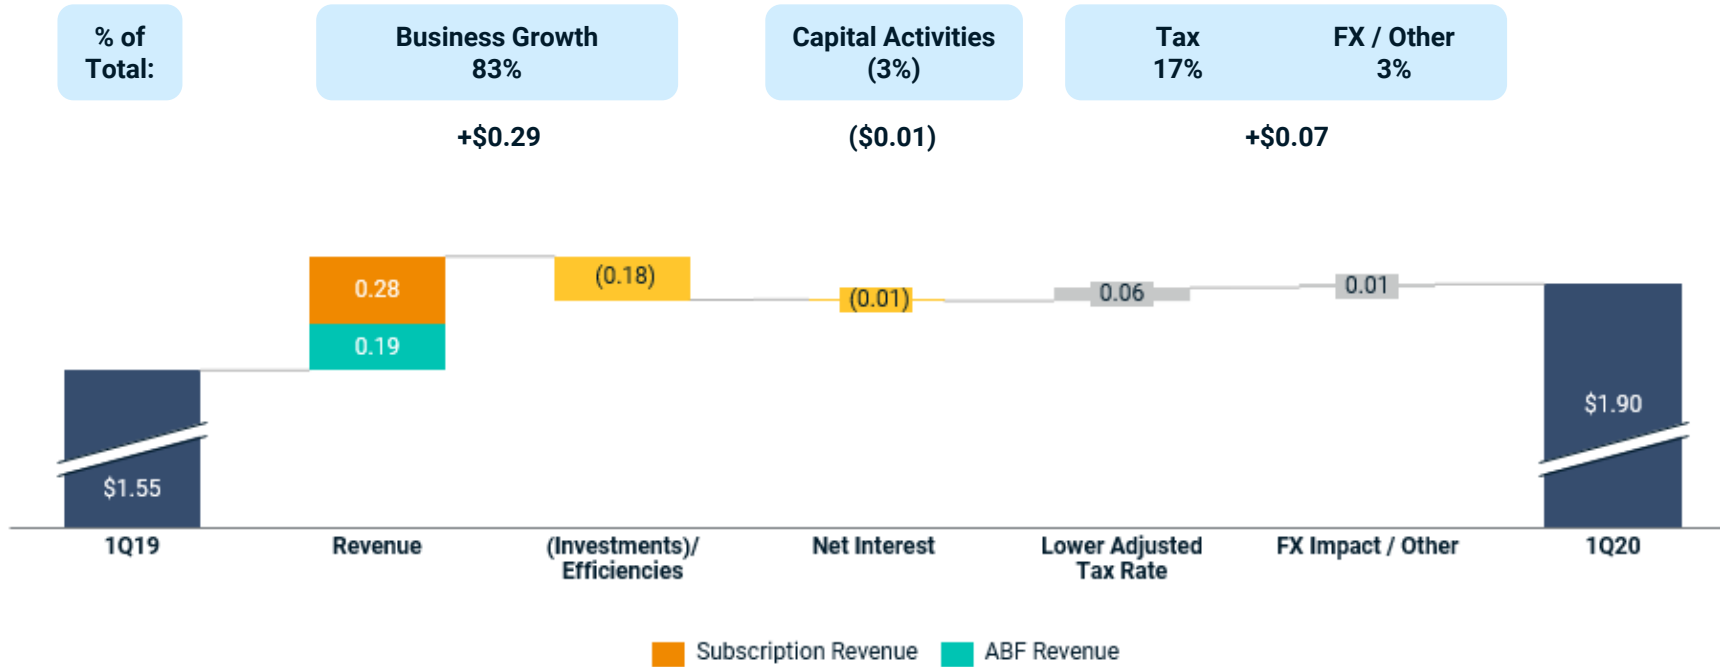 % of
Total:
Business Growth
83%
Capital Activities
(3%)
Tax
17%
FX / Other
3%
+$0.29
($0.01)
+$0.07
0.28
0.19
(0.18)
(0.01)
0.06
0.01
$1.55
$1.90
1Q19
Revenue
(Investments)/
Efficiencies
Net Interest
Lower Adjusted
Tax Rate
FX Impact / Other
1Q20
Subscription Revenue
ABF Revenue